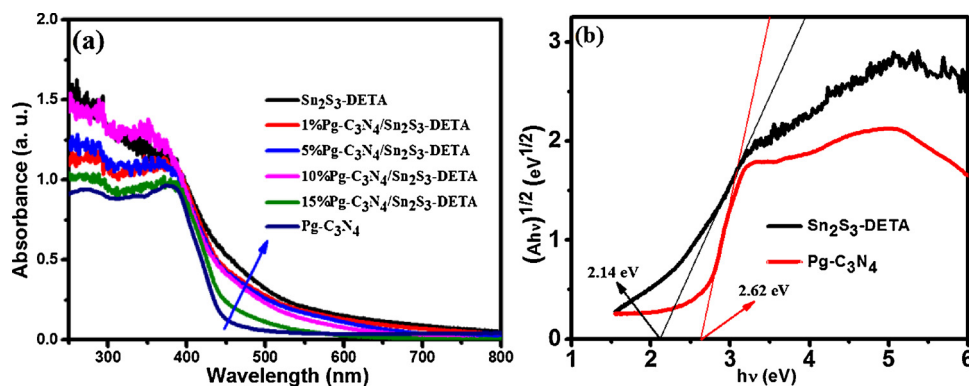 (a)
2.0
1.5
1.0
0.5
0.0
Absorbance (a. u.)
300
400
500
600
700
800
Wavelength (nm)
Sn₂S₃-DETA
1%Pg-C₃N₄/Sn₂S₃-DETA
5%Pg-C₃N₄/Sn₂S₃-DETA
10%Pg-C₃N₄/Sn₂S₃-DETA
15%Pg-C₃N₄/Sn₂S₃-DETA
Pg-C₃N₄
(b)
3
2
1
0
(Ahν)^1/2 (eV^1/2)
1
2
3
4
5
6
hν (eV)
Sn₂S₃-DETA
Pg-C₃N₄
2.14 eV
2.62 eV